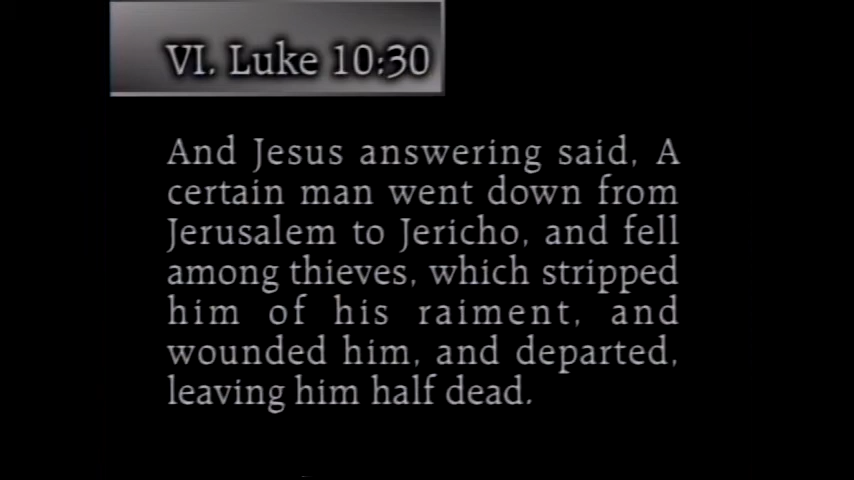 VI. Luke 10:30
And Jesus answering said, A
certain man went down from
Jerusalem to Jericho, and fell
among thieves, which stripped
him of his raiment, and
wounded him, and departed,
leaving him half dead.